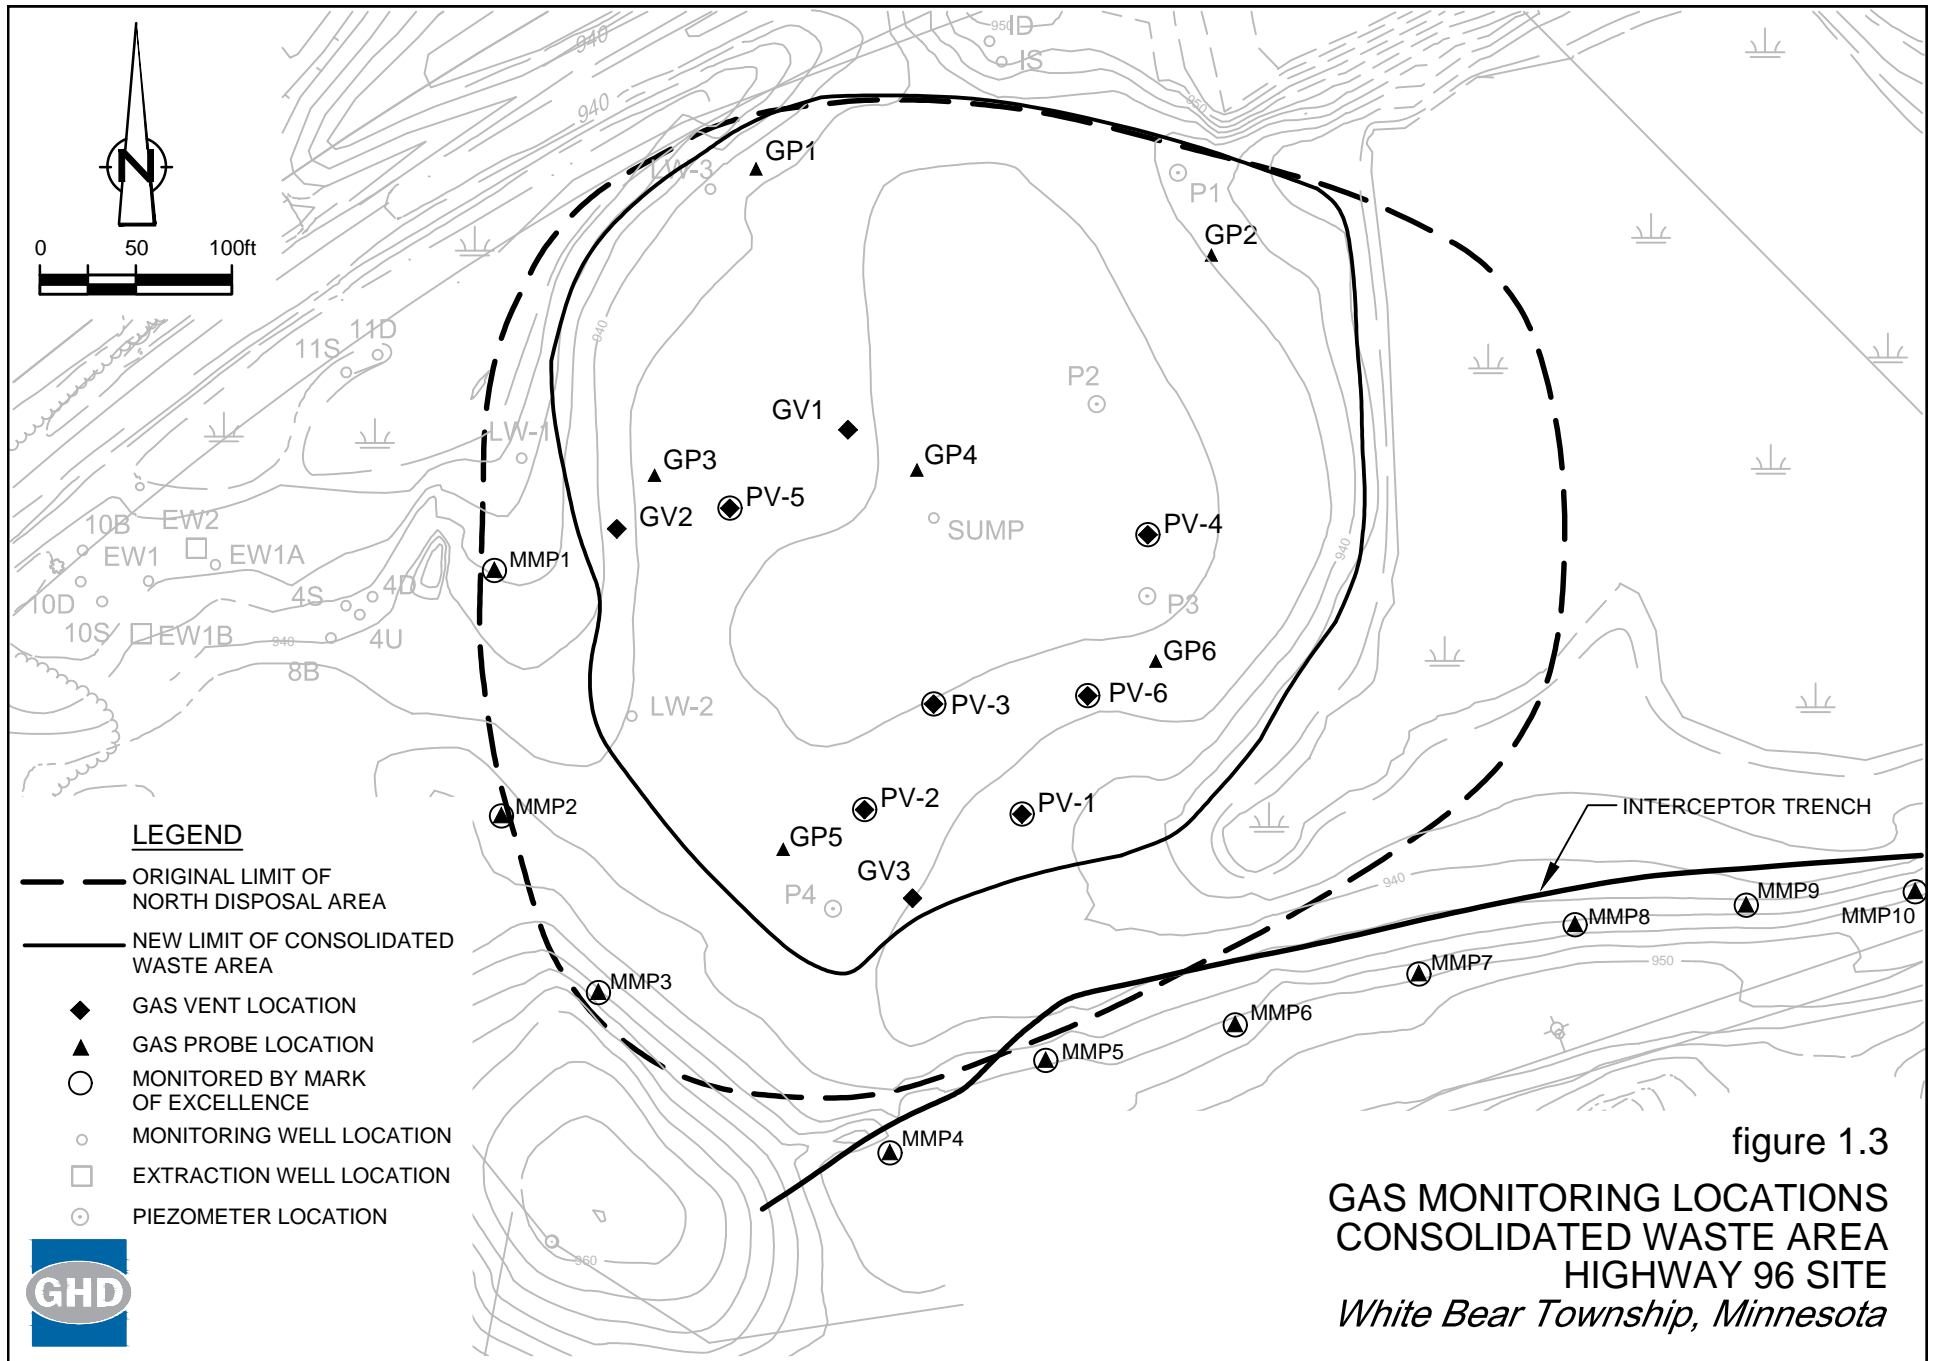 940
940
950
ID
IS
950
N
0 50 100ft
GP1
LW-3
P1
GP2
11D
11S
940
P2
GV1
LW-1
GP3
GP4
PV-5
GV2
SUMP
PV-4
10B
EW2
EW1
EW1A
MMP1
940
10D
4S
4D
P3
10S
EW1B
940
4U
8B
GP6
LW-2
PV-3
PV-6
MMP2
PV-2
PV-1
INTERCEPTOR TRENCH
GP5
GV3
P4
940
MMP9
MMP8
MMP10
MMP3
MMP7
950
MMP6
MMP5
MMP4
960
LEGEND
ORIGINAL LIMIT OF
NORTH DISPOSAL AREA
NEW LIMIT OF CONSOLIDATED
WASTE AREA
GAS VENT LOCATION
GAS PROBE LOCATION
MONITORED BY MARK
OF EXCELLENCE
MONITORING WELL LOCATION
EXTRACTION WELL LOCATION
PIEZOMETER LOCATION
GHD
figure 1.3
GAS MONITORING LOCATIONS
CONSOLIDATED WASTE AREA
HIGHWAY 96 SITE
White Bear Township, Minnesota